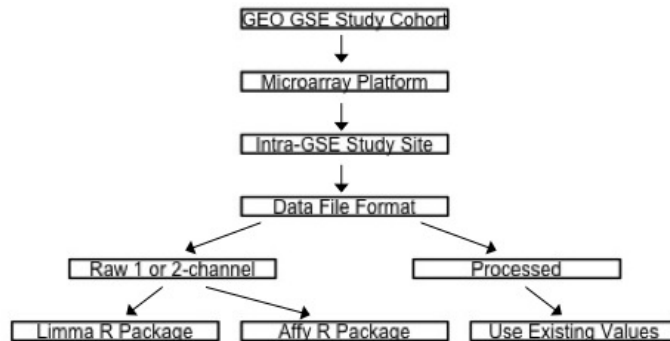 GEO GSE Study Cohort
Microarray Platform
Intra-GSE Study Site
Data File Format
Raw 1 or 2-channel
Processed
Limma R Package
Affy R Package
Use Existing Values